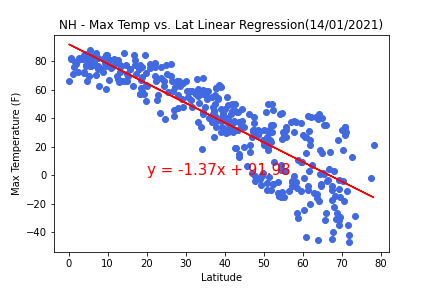 NH - Max Temp vs. Lat Linear Regression(14/01/2021)
Max Temperature (F)
80
60
40
20
0
−20
−40
y = -1.37x + 91.98
0 10 20 30 40 50 60 70 80
Latitude